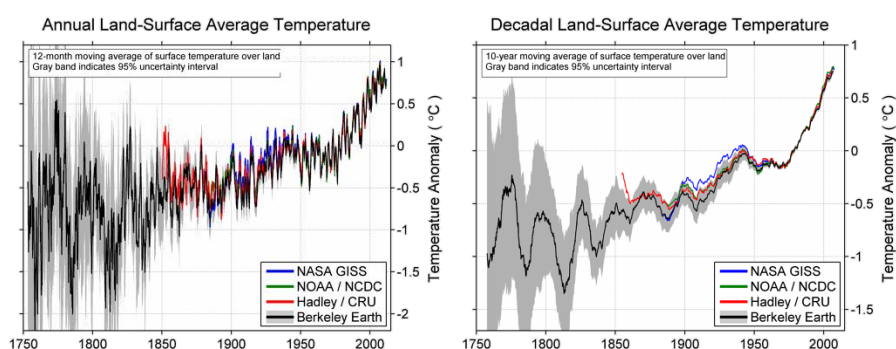 Annual Land-Surface Average Temperature
12-month moving average of surface temperature over land
Gray band indicates 95% uncertainty interval
1
0.5
0
-0.5
-1
-1.5
-2
Temperature Anomaly ( °C )
NASA GISS
NOAA / NCDC
Hadley / CRU
Berkeley Earth
1750 1800 1850 1900 1950 2000
Decadal Land-Surface Average Temperature
10-year moving average of surface temperature over land
Gray band indicates 95% uncertainty interval
1
0.5
0
-0.5
-1
-1.5
Temperature Anomaly ( °C )
NASA GISS
NOAA / NCDC
Hadley / CRU
Berkeley Earth
1750 1800 1850 1900 1950 2000